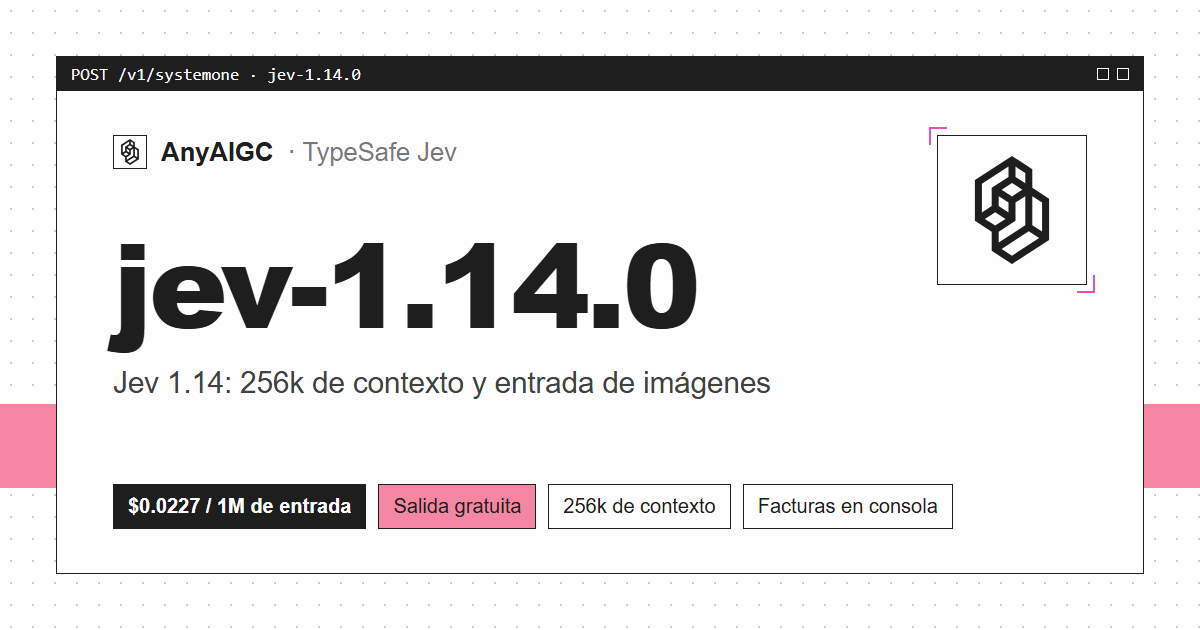 POST /v1/systemone · jev-1.14.0
AnyAIGC · TypeSafe Jev
jev-1.14.0
Jev 1.14: 256k de contexto y entrada de imágenes
$0.0227 / 1M de entrada
Salida gratuita
256k de contexto
Facturas en consola